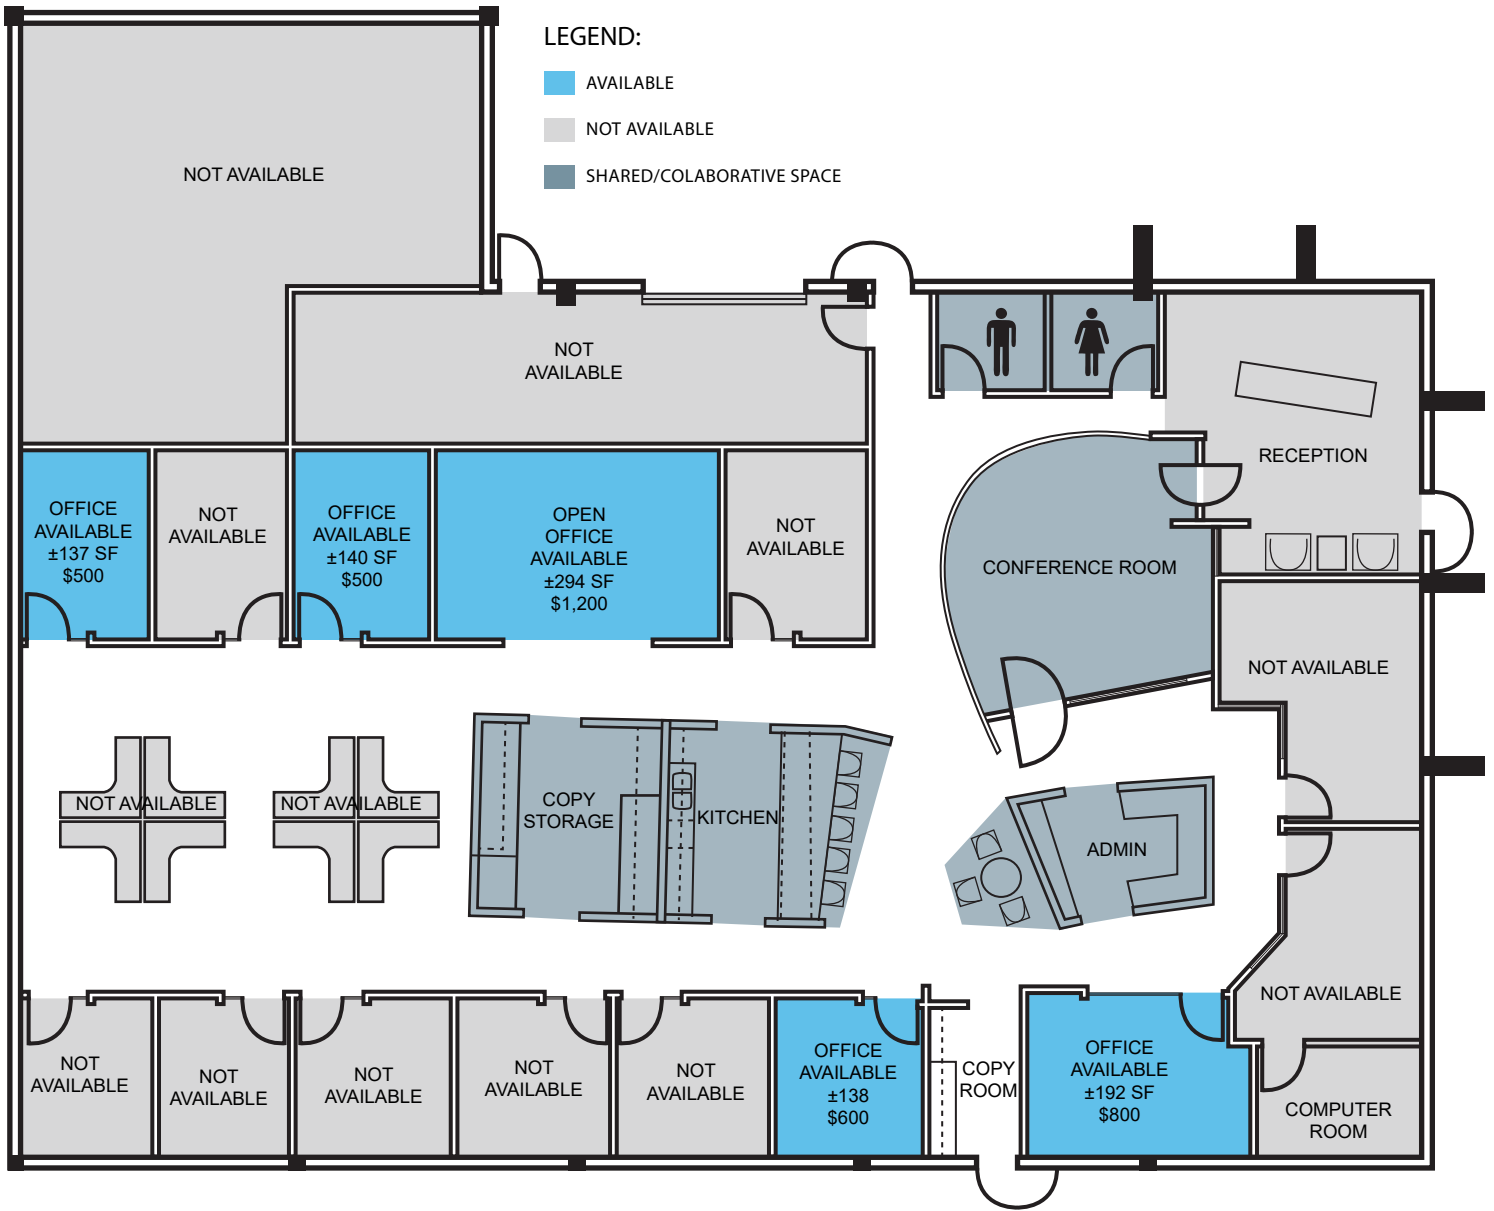 LEGEND:
AVAILABLE
NOT AVAILABLE
SHARED/COLABORATIVE SPACE
NOT AVAILABLE
NOT
AVAILABLE
RECEPTION
OFFICE
AVAILABLE
±137 SF
$500
NOT
AVAILABLE
OFFICE
AVAILABLE
±140 SF
$500
OPEN
OFFICE
AVAILABLE
±294 SF
$1,200
NOT
AVAILABLE
CONFERENCE ROOM
NOT AVAILABLE
NOT AVAILABLE
NOT AVAILABLE
COPY
STORAGE
KITCHEN
ADMIN
NOT AVAILABLE
NOT
AVAILABLE
NOT
AVAILABLE
NOT
AVAILABLE
NOT
AVAILABLE
NOT
AVAILABLE
OFFICE
AVAILABLE
±138
$600
COPY
ROOM
OFFICE
AVAILABLE
±192 SF
$800
COMPUTER
ROOM